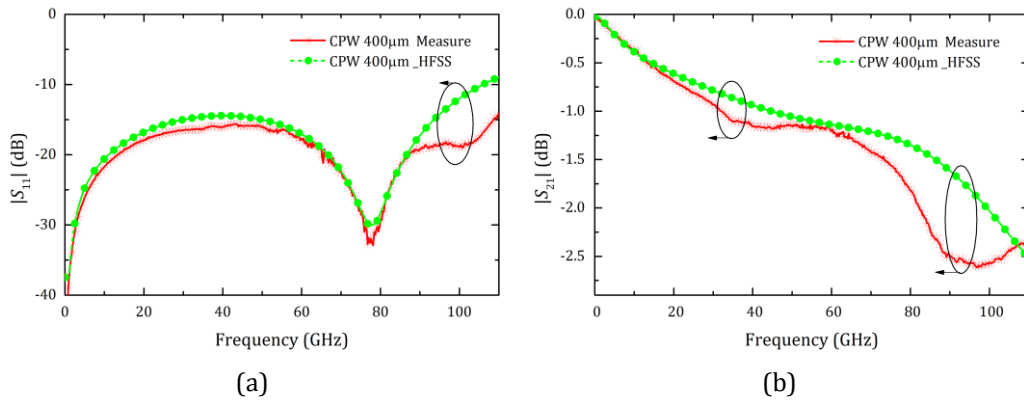 0
-10
-20
-30
-40
|S11| (dB)
CPW 400μm Measure
CPW 400μm _HFSS
0 20 40 60 80 100
Frequency (GHz)
(a)
0.0
-0.5
-1.0
-1.5
-2.0
-2.5
|S21| (dB)
CPW 400μm Measure
CPW 400μm _HFSS
0 20 40 60 80 100
Frequency (GHz)
(b)